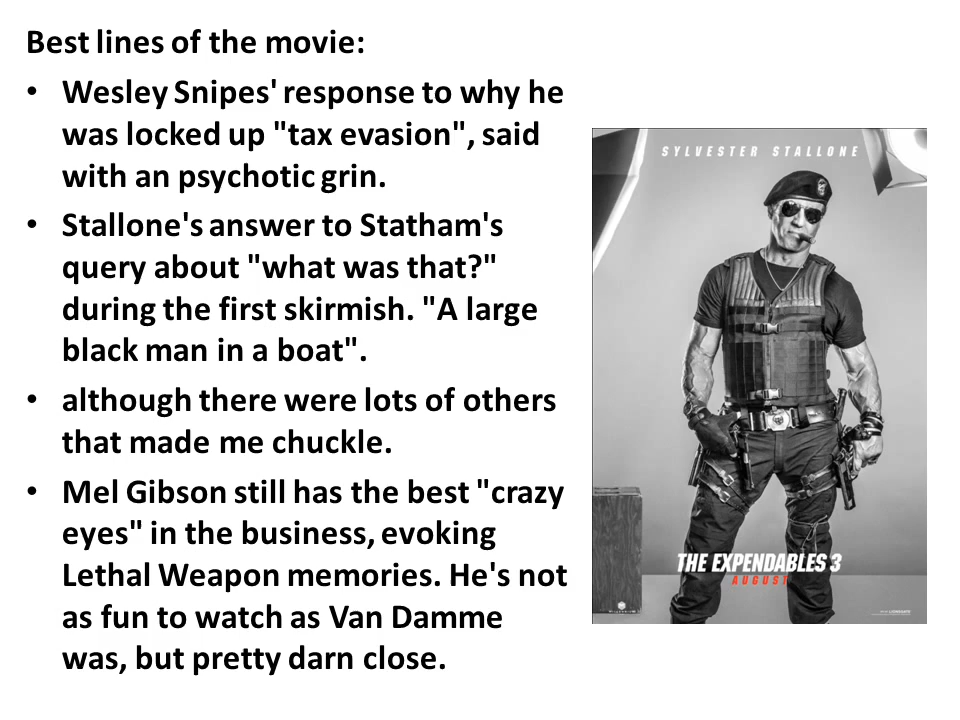 Best lines of the movie:
• Wesley Snipes' response to why he
was locked up "tax evasion", said
with an psychotic grin.
• Stallone's answer to Statham's
query about "what was that?"
during the first skirmish. "A large
black man in a boat".
• although there were lots of others
that made me chuckle.
• Mel Gibson still has the best "crazy
eyes" in the business, evoking
Lethal Weapon memories. He's not
as fun to watch as Van Damme
was, but pretty darn close.
SYLVESTER STALLONE
THE EXPENDABLES 3
AUGUST